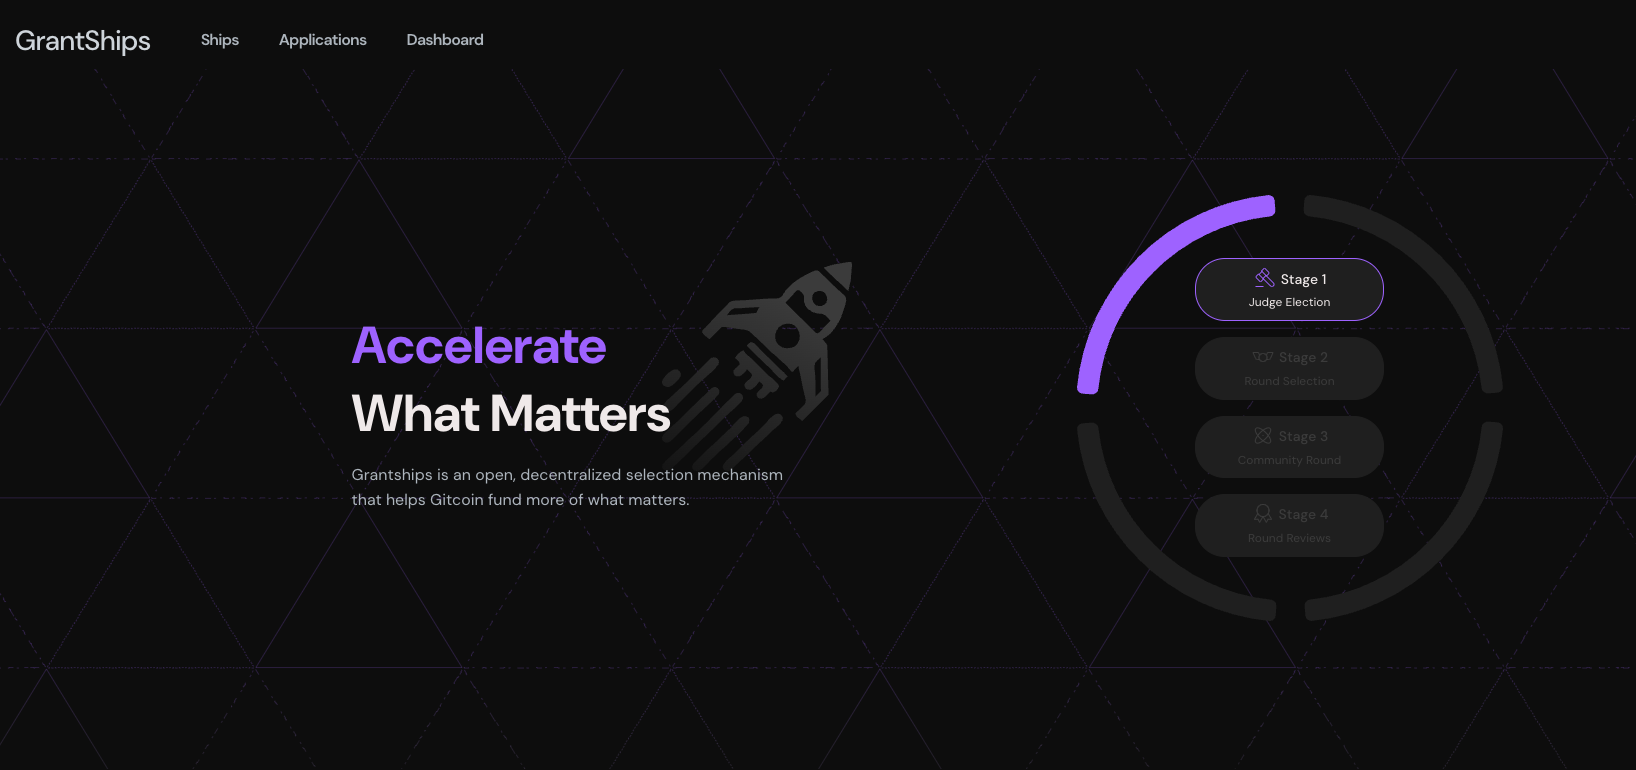 GrantShips
Ships
Applications
Dashboard
Accelerate
What Matters
Grantships is an open, decentralized selection mechanism
that helps Gitcoin fund more of what matters.
Stage 1
Judge Election
Stage 2
Round Selection
Stage 3
Community Round
Stage 4
Round Reviews